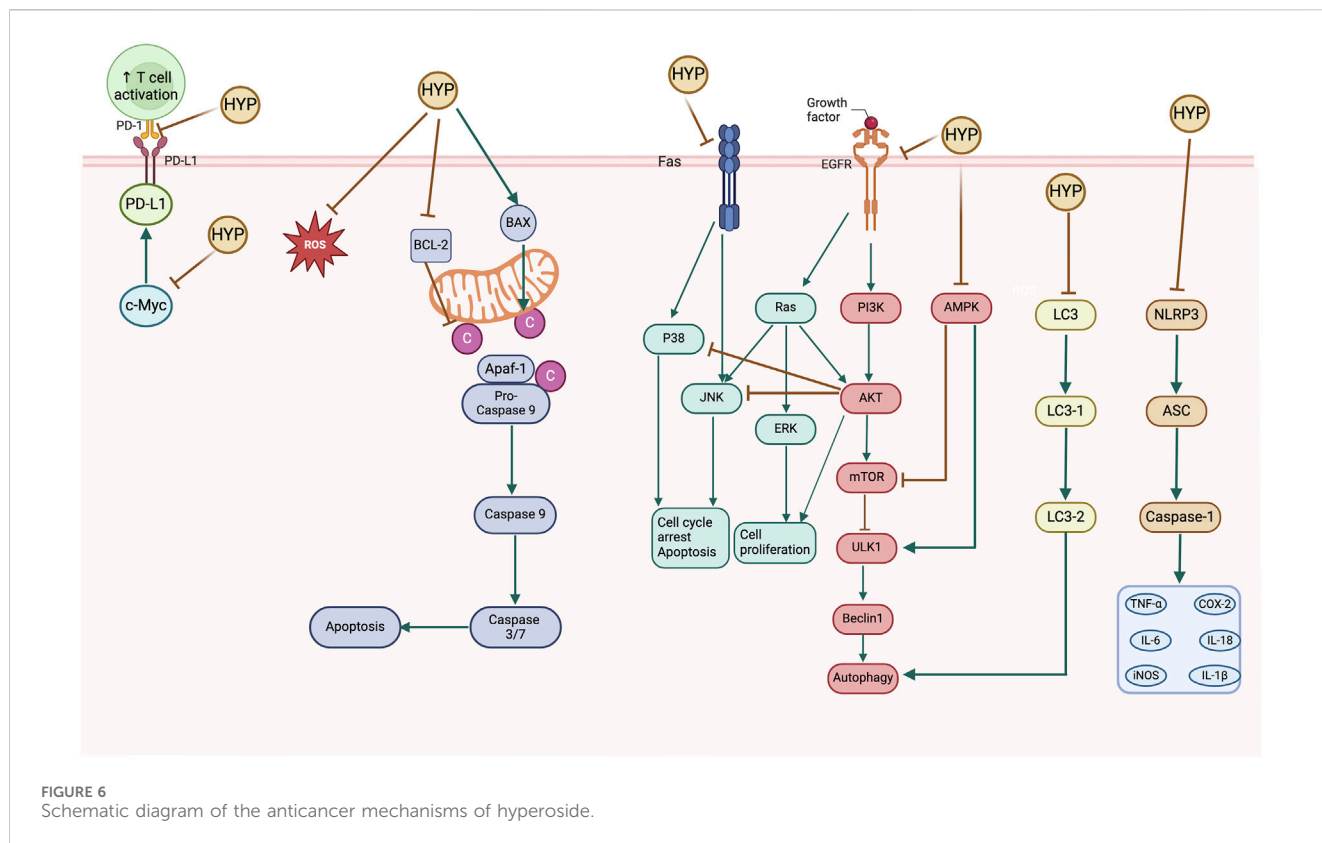 ↑ T cell
activation
HYP
PD-1
PD-L1
PD-L1
HYP
c-Myc
HYP
ROS
BCL-2
BAX
C
C
Apaf-1
C
Pro-
Caspase 9
Caspase 9
Caspase
3/7
Apoptosis
HYP
Fas
Growth
factor
EGFR
HYP
P38
Ras
PI3K
AMPK
JNK
AKT
ERK
mTOR
Cell cycle
arrest
Apoptosis
Cell
proliferation
ULK1
Beclin1
Autophagy
HYP
ROS
LC3
LC3-1
LC3-2
HYP
NLRP3
ASC
Caspase-1
TNF-α
COX-2
IL-6
IL-18
iNOS
IL-1β
FIGURE 6
Schematic diagram of the anticancer mechanisms of hyperoside.